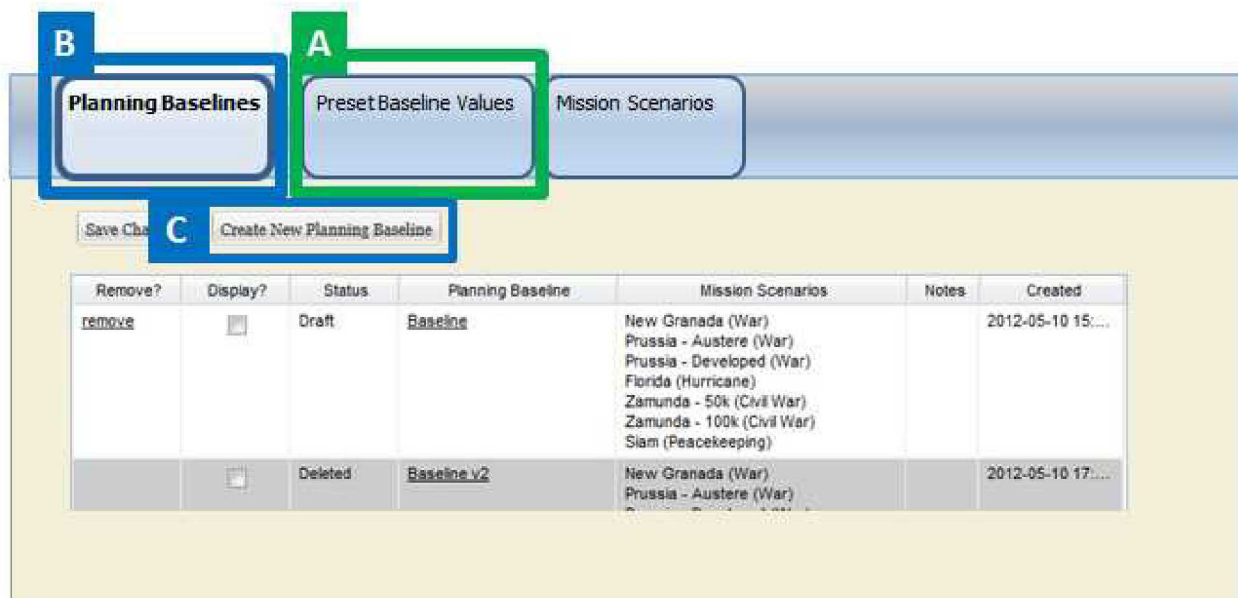 B
A
Planning Baselines
Preset Baseline Values
Mission Scenarios
Save Cha
C
Create New Planning Baseline
Remove? Display? Status Planning Baseline Mission Scenarios Notes Created
remove Draft Baseline New Granada (War) 2012-05-10 15:...
Prussia - Austere (War)
Prussia - Developed (War)
Florida (Hurricane)
Zamunda - 50k (Civil War)
Zamunda - 100k (Civil War)
Siam (Peacekeeping)
Deleted Baseline v2 New Granada (War) 2012-05-10 17:...
Prussia - Austere (War)